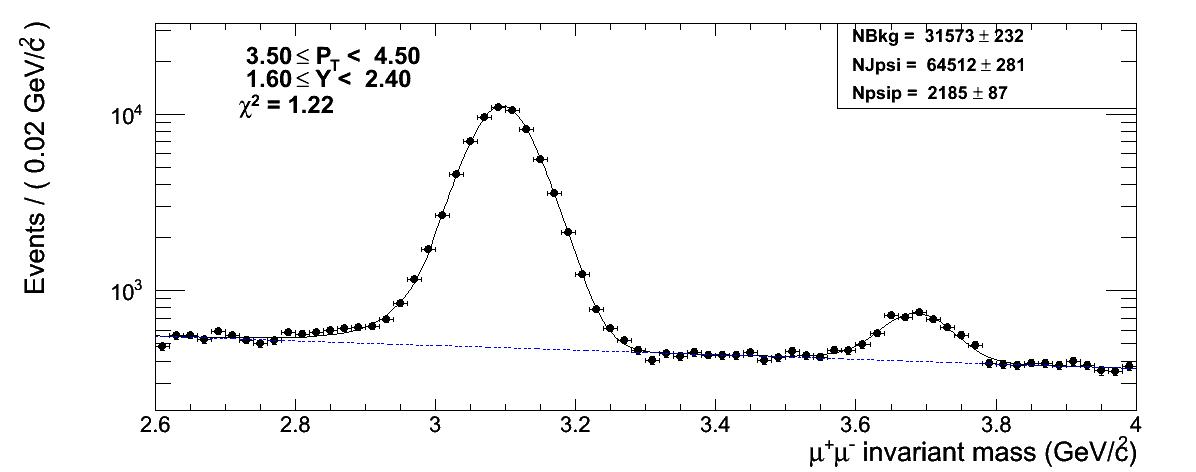 Events / ( 0.02 GeV/c²)
3.50 ≤ P_T < 4.50
1.60 ≤ Y < 2.40
χ² = 1.22
NBkg = 31573 ± 232
NJpsi = 64512 ± 281
Npsip = 2185 ± 87
10⁴
10³
2.6 2.8 3 3.2 3.4 3.6 3.8 4
μ⁺μ⁻ invariant mass (GeV/c²)